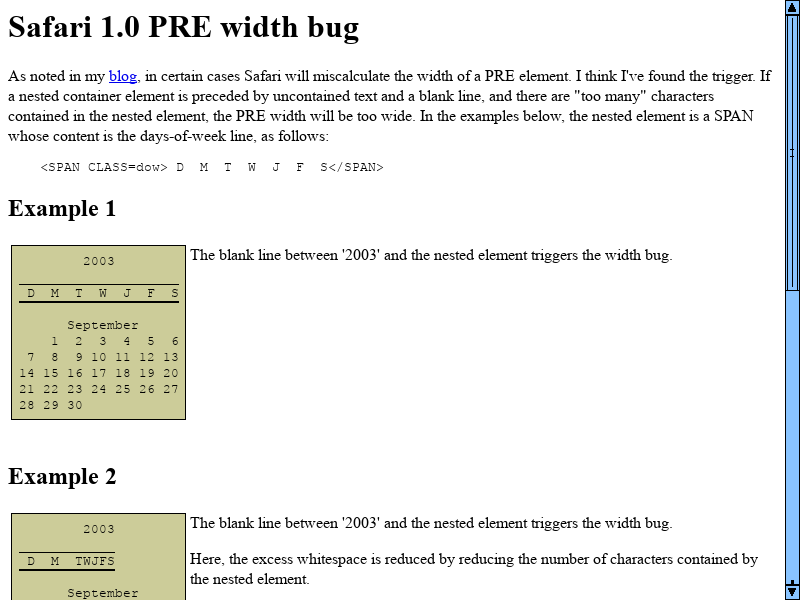 Safari 1.0 PRE width bug
As noted in my blog, in certain cases Safari will miscalculate the width of a PRE element. I think I've found the trigger. If
a nested container element is preceded by uncontained text and a blank line, and there are "too many" characters
contained in the nested element, the PRE width will be too wide. In the examples below, the nested element is a SPAN
whose content is the days-of-week line, as follows:
<SPAN CLASS=dow> D  M  T  W  J  F  S</SPAN>
Example 1
2003
D  M  T  W  J  F  S
September
1  2  3  4  5  6
7  8  9 10 11 12 13
14 15 16 17 18 19 20
21 22 23 24 25 26 27
28 29 30
The blank line between '2003' and the nested element triggers the width bug.
Example 2
2003
D  M  TWJFS
September
The blank line between '2003' and the nested element triggers the width bug.
Here, the excess whitespace is reduced by reducing the number of characters contained by
the nested element.